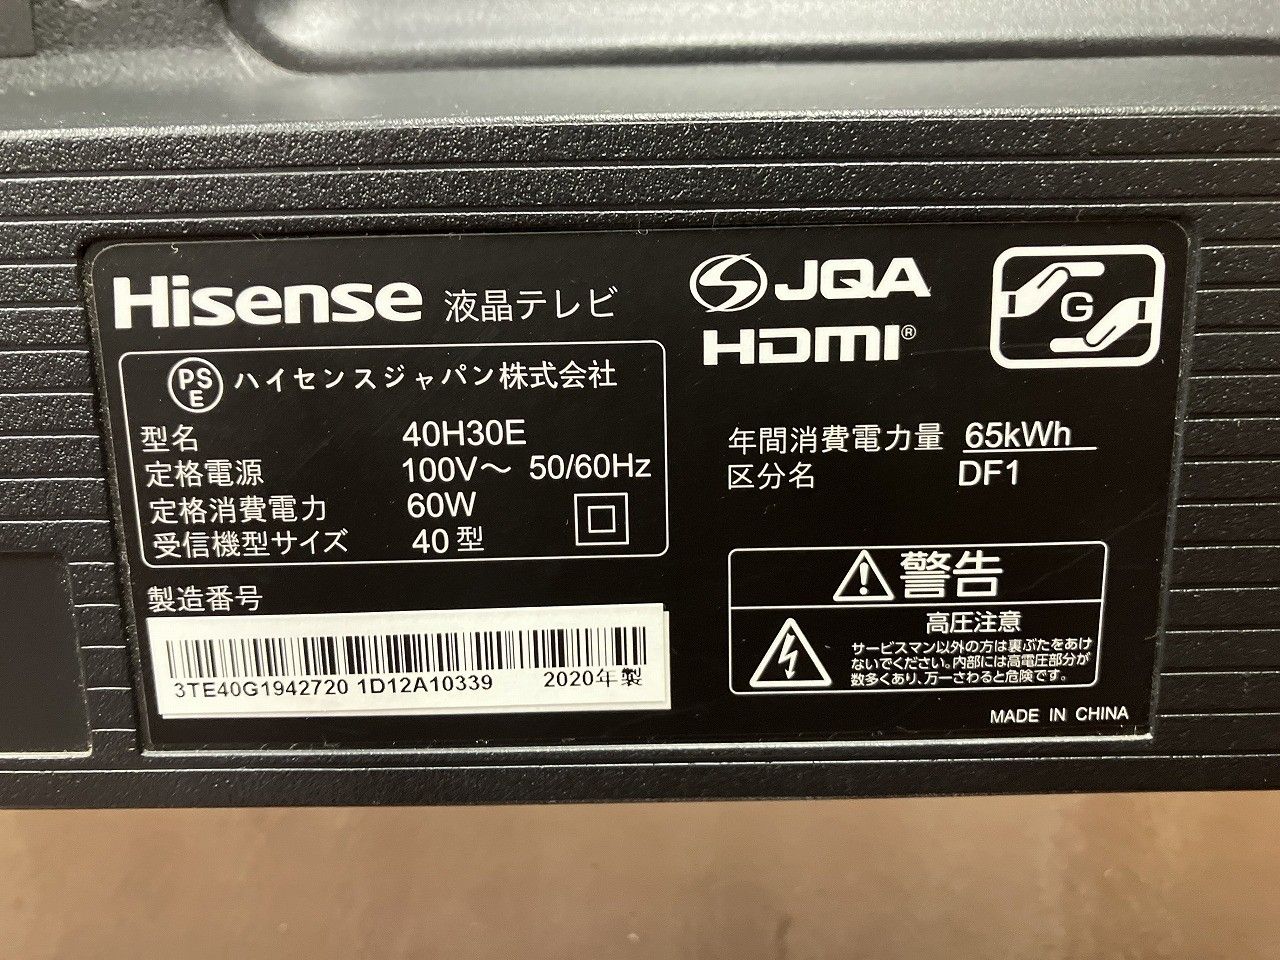 Hisense 液晶テレビ
PSE ハイセンスジャパン株式会社
型名 40H30E
定格電源 100V～ 50/60Hz
定格消費電力 60W
受信機型サイズ 40型
製造番号
3TE40G1942720 1D12A10339 2020年製
JQA
HDMI®
G
年間消費電力量 65kWh
区分名 DF1
警告
高圧注意
サービスマン以外の方は裏ぶたをあけ
ないでください。内部には高電圧部分が
数多くあり、万一さわると危険です。
MADE IN CHINA